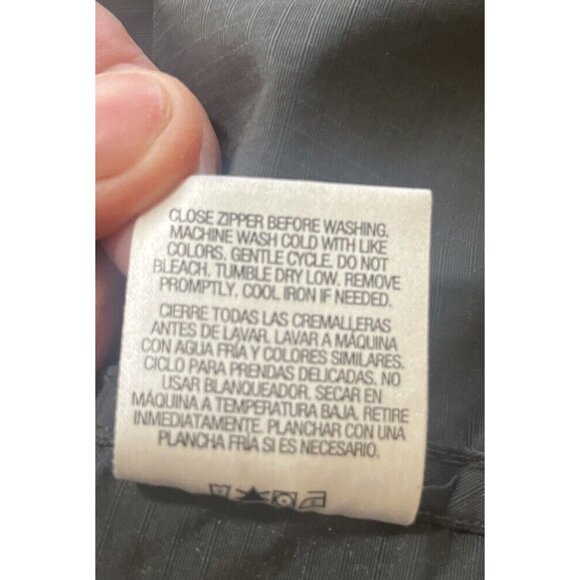 CLOSE ZIPPER BEFORE WASHING.
MACHINE WASH COLD WITH LIKE
COLORS. GENTLE CYCLE. DO NOT
BLEACH. TUMBLE DRY LOW. REMOVE
PROMPTLY. COOL IRON IF NEEDED.
CIERRE TODAS LAS CREMALLERAS
ANTES DE LAVAR. LAVAR A MÁQUINA
CON AGUA FRÍA Y COLORES SIMILARES.
CICLO PARA PRENDAS DELICADAS. NO
USAR BLANQUEADOR. SECAR EN
MÁQUINA A TEMPERATURA BAJA. RETIRE
INMEDIATAMENTE. PLANCHAR CON UNA
PLANCHA FRÍA SI ES NECESARIO.